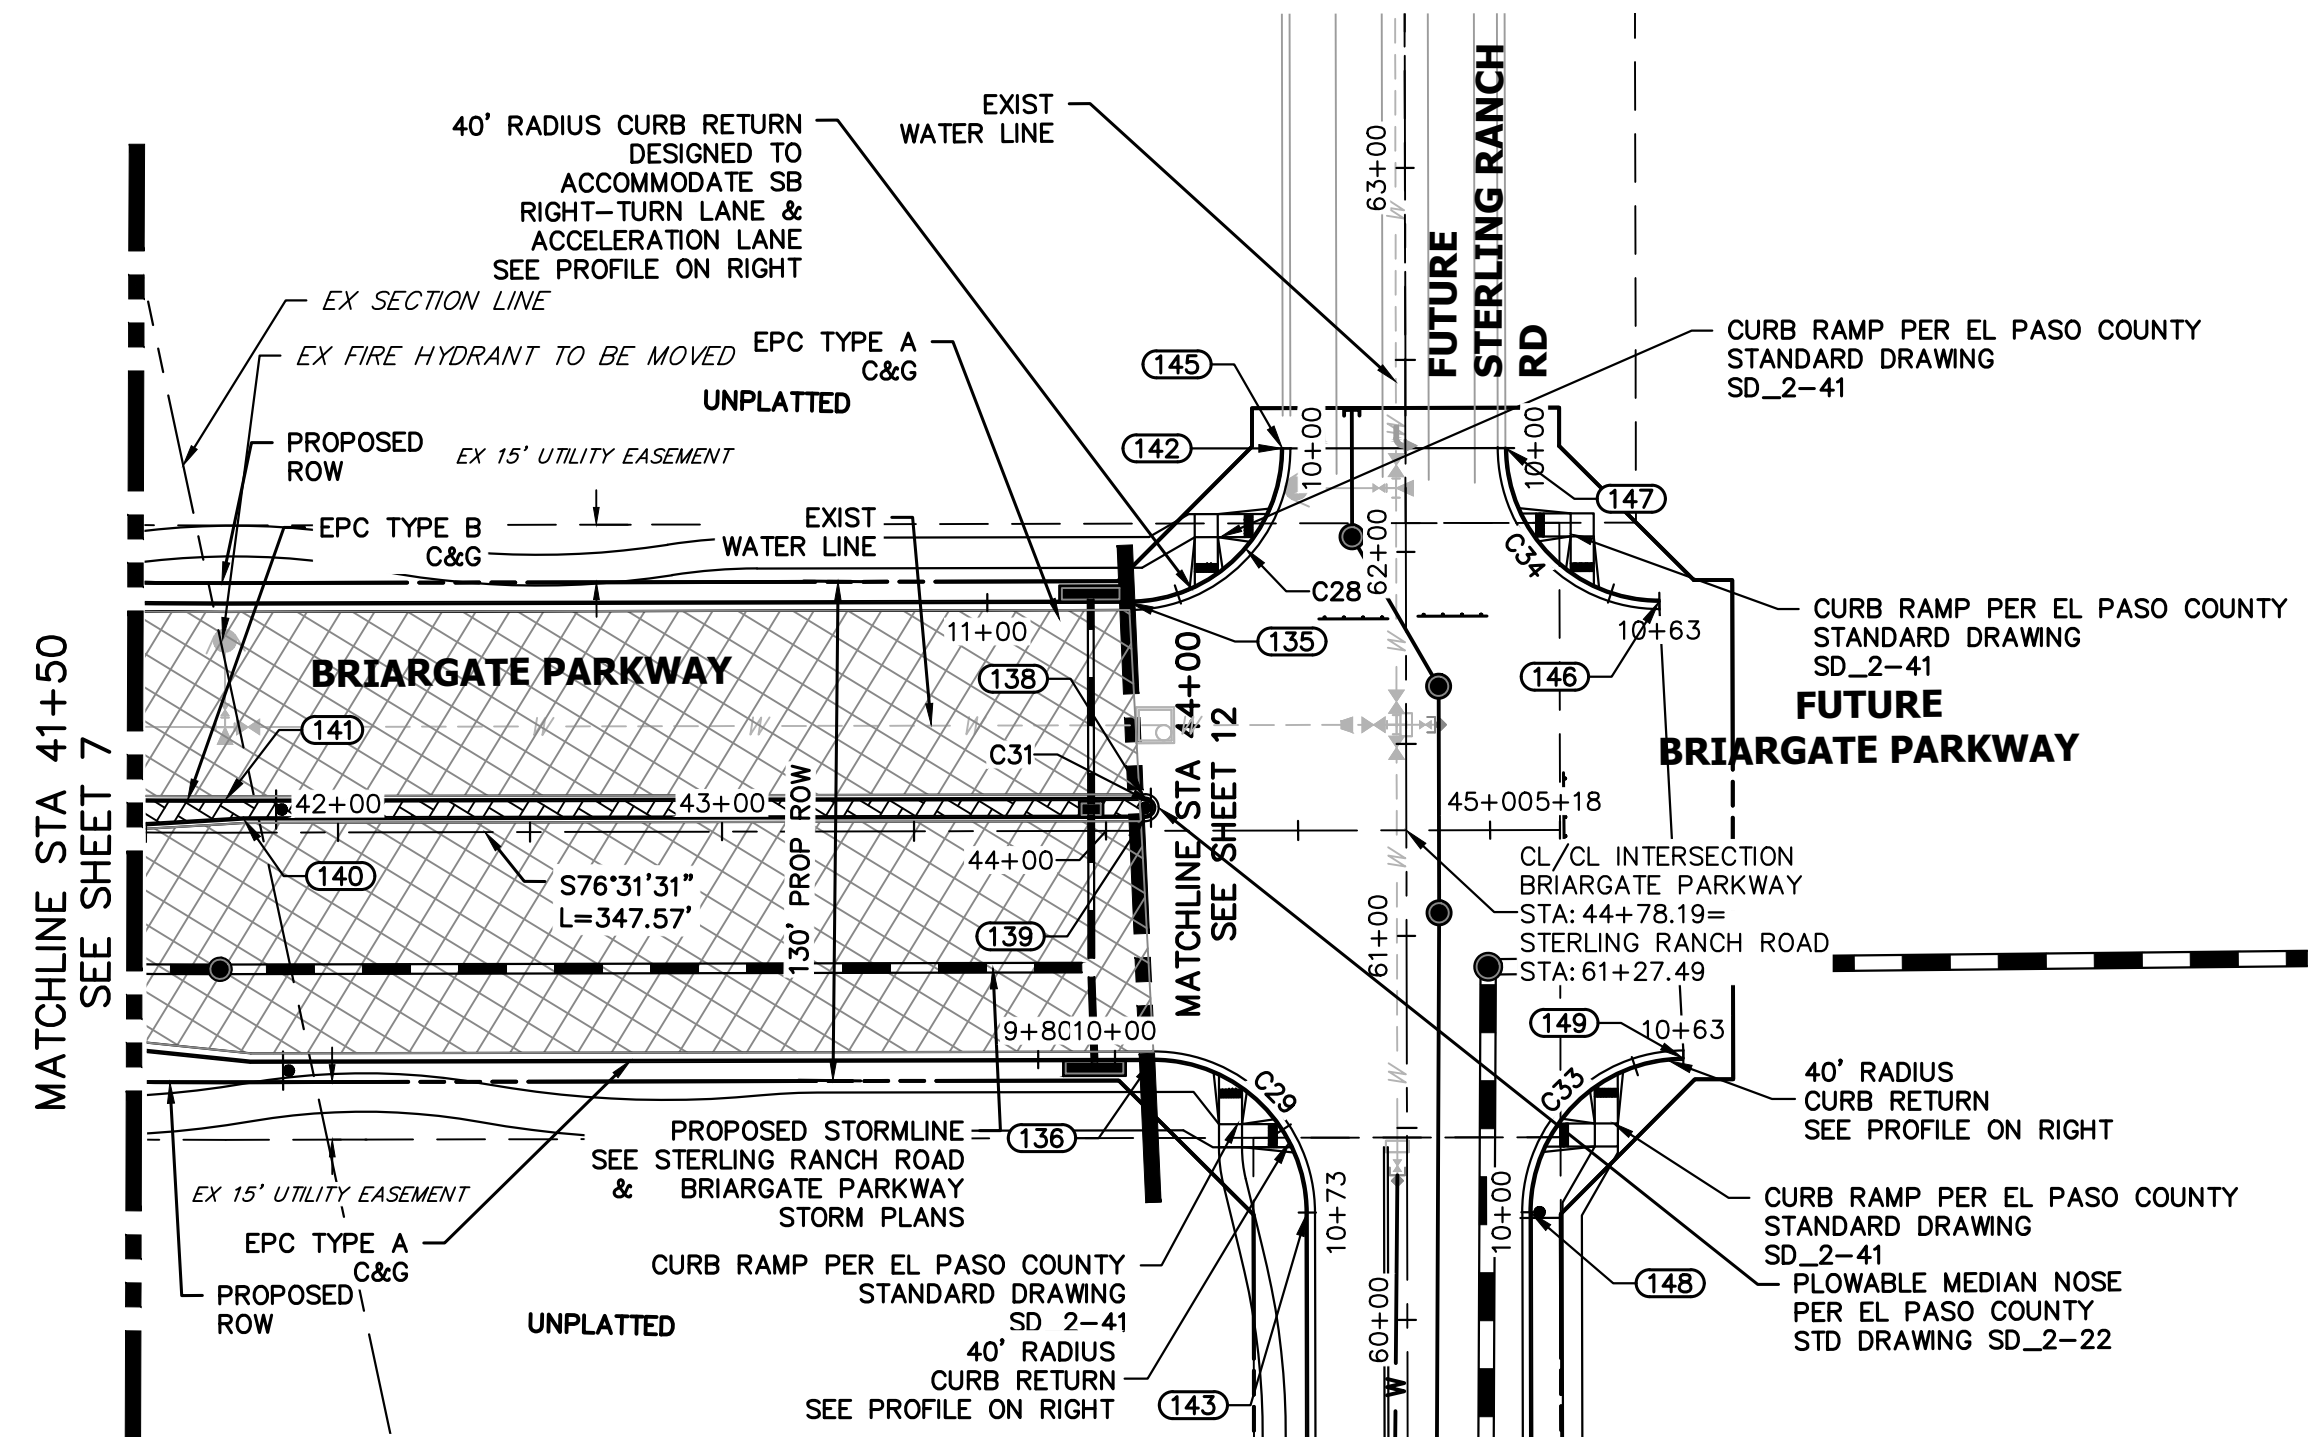 40' RADIUS CURB RETURN
DESIGNED TO
ACCOMMODATE SB
RIGHT-TURN LANE &
ACCELERATION LANE
SEE PROFILE ON RIGHT
EXIST
WATER LINE
63+00
FUTURE
STERLING RANCH
RD
EX SECTION LINE
EX FIRE HYDRANT TO BE MOVED
EPC TYPE A
C&G
UNPLATTED
145
CURB RAMP PER EL PASO COUNTY
STANDARD DRAWING
SD_2-41
PROPOSED
ROW
EX 15' UTILITY EASEMENT
142
10+00
10+00
147
EPC TYPE B
C&G
EXIST
WATER LINE
62+00
C34
C28
CURB RAMP PER EL PASO COUNTY
STANDARD DRAWING
SD_2-41
11+00
135
10+63
146
MATCHLINE STA 41+50
SEE SHEET 7
BRIARGATE PARKWAY
138
MATCHLINE STA 44+00
SEE SHEET 12
FUTURE
BRIARGATE PARKWAY
141
W
W
W
W
W
W
W
W
C31
42+00
43+00
45+005+18
130' PROP ROW
44+00
140
S76°31'31"
L=347.57'
139
61+00
CL/CL INTERSECTION
BRIARGATE PARKWAY
STA: 44+78.19=
STERLING RANCH ROAD
STA: 61+27.49
9+80
10+00
149
10+63
40' RADIUS
CURB RETURN
SEE PROFILE ON RIGHT
C29
C33
PROPOSED STORMLINE
SEE STERLING RANCH ROAD
& BRIARGATE PARKWAY
STORM PLANS
136
EX 15' UTILITY EASEMENT
10+73
10+00
CURB RAMP PER EL PASO COUNTY
STANDARD DRAWING
SD_2-41
EPC TYPE A
C&G
PROPOSED
ROW
UNPLATTED
CURB RAMP PER EL PASO COUNTY
STANDARD DRAWING
SD_2-41
148
PLOWABLE MEDIAN NOSE
PER EL PASO COUNTY
STD DRAWING SD_2-22
60+00
W
40' RADIUS
CURB RETURN
SEE PROFILE ON RIGHT
143